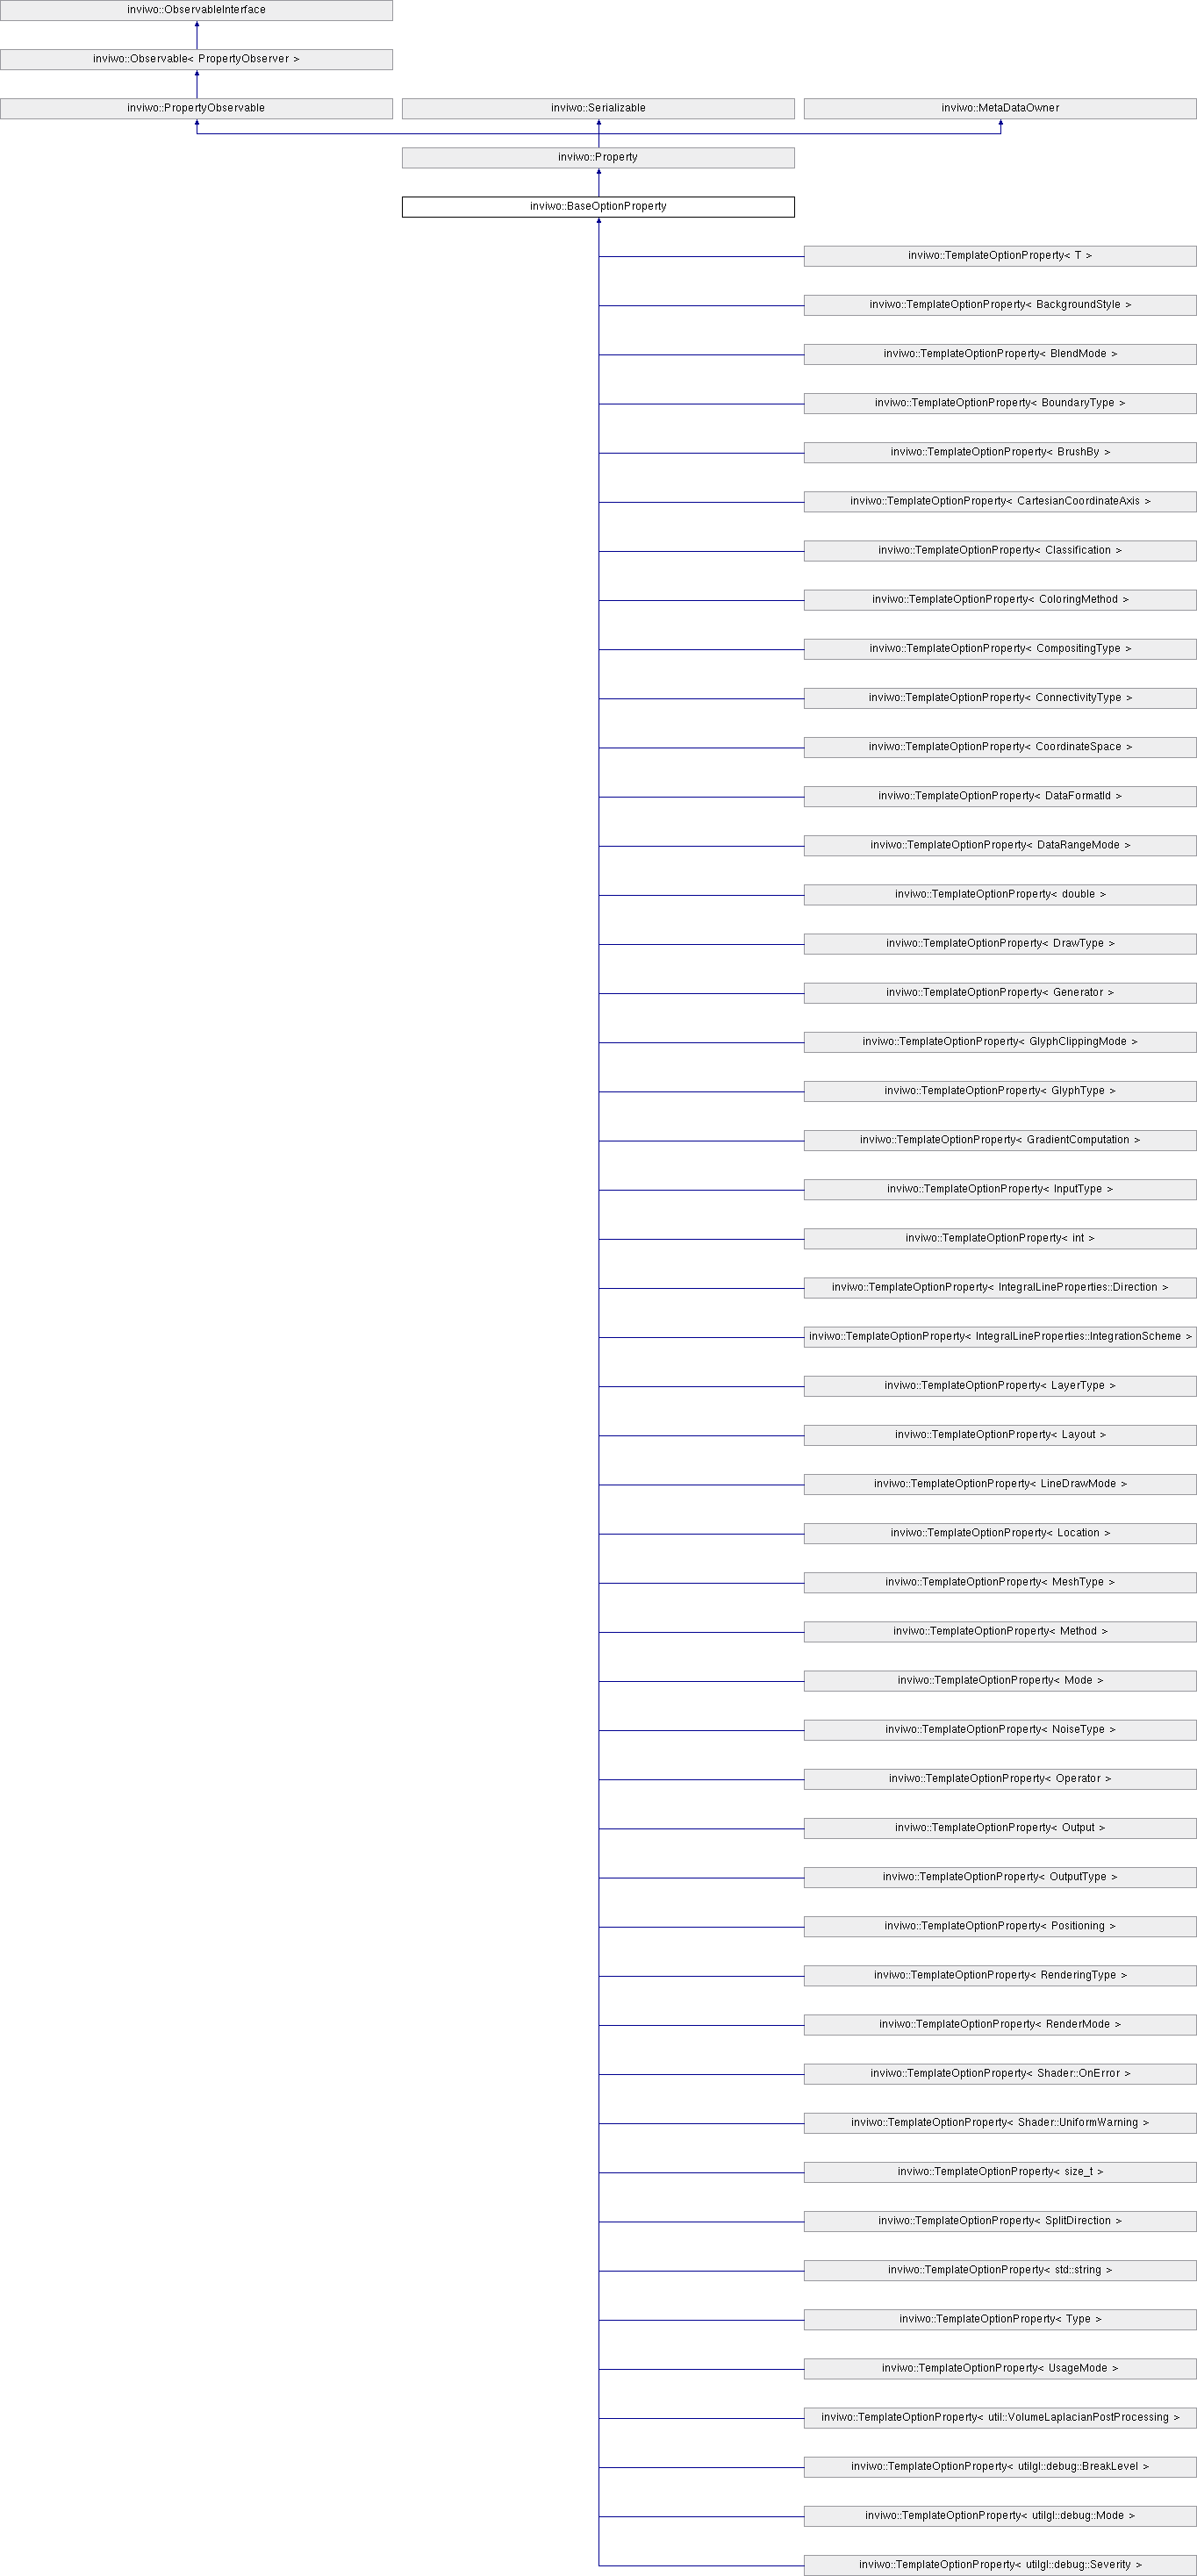 inviwo::ObservableInterface
inviwo::Observable< PropertyObserver >
inviwo::PropertyObservable
inviwo::Serializable
inviwo::MetaDataOwner
inviwo::Property
inviwo::BaseOptionProperty
inviwo::TemplateOptionProperty< T >
inviwo::TemplateOptionProperty< BackgroundStyle >
inviwo::TemplateOptionProperty< BlendMode >
inviwo::TemplateOptionProperty< BoundaryType >
inviwo::TemplateOptionProperty< BrushBy >
inviwo::TemplateOptionProperty< CartesianCoordinateAxis >
inviwo::TemplateOptionProperty< Classification >
inviwo::TemplateOptionProperty< ColoringMethod >
inviwo::TemplateOptionProperty< CompositingType >
inviwo::TemplateOptionProperty< ConnectivityType >
inviwo::TemplateOptionProperty< CoordinateSpace >
inviwo::TemplateOptionProperty< DataFormatId >
inviwo::TemplateOptionProperty< DataRangeMode >
inviwo::TemplateOptionProperty< double >
inviwo::TemplateOptionProperty< DrawType >
inviwo::TemplateOptionProperty< Generator >
inviwo::TemplateOptionProperty< GlyphClippingMode >
inviwo::TemplateOptionProperty< GlyphType >
inviwo::TemplateOptionProperty< GradientComputation >
inviwo::TemplateOptionProperty< InputType >
inviwo::TemplateOptionProperty< int >
inviwo::TemplateOptionProperty< IntegralLineProperties::Direction >
inviwo::TemplateOptionProperty< IntegralLineProperties::IntegrationScheme >
inviwo::TemplateOptionProperty< LayerType >
inviwo::TemplateOptionProperty< Layout >
inviwo::TemplateOptionProperty< LineDrawMode >
inviwo::TemplateOptionProperty< Location >
inviwo::TemplateOptionProperty< MeshType >
inviwo::TemplateOptionProperty< Method >
inviwo::TemplateOptionProperty< Mode >
inviwo::TemplateOptionProperty< NoiseType >
inviwo::TemplateOptionProperty< Operator >
inviwo::TemplateOptionProperty< Output >
inviwo::TemplateOptionProperty< OutputType >
inviwo::TemplateOptionProperty< Positioning >
inviwo::TemplateOptionProperty< RenderingType >
inviwo::TemplateOptionProperty< RenderMode >
inviwo::TemplateOptionProperty< Shader::OnError >
inviwo::TemplateOptionProperty< Shader::UniformWarning >
inviwo::TemplateOptionProperty< size_t >
inviwo::TemplateOptionProperty< SplitDirection >
inviwo::TemplateOptionProperty< std::string >
inviwo::TemplateOptionProperty< Type >
inviwo::TemplateOptionProperty< UsageMode >
inviwo::TemplateOptionProperty< util::VolumeLaplacianPostProcessing >
inviwo::TemplateOptionProperty< utilgl::debug::BreakLevel >
inviwo::TemplateOptionProperty< utilgl::debug::Mode >
inviwo::TemplateOptionProperty< utilgl::debug::Severity >